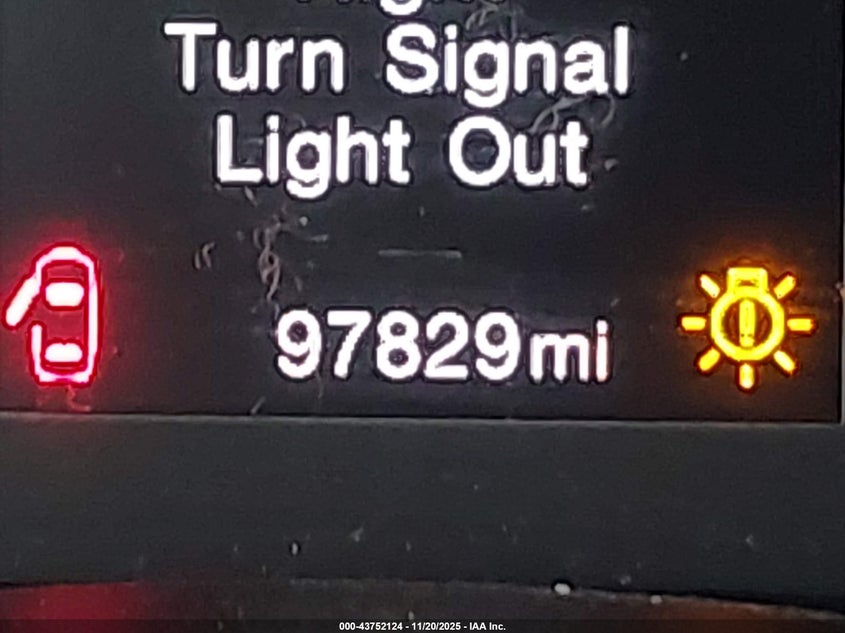 Turn Signal
Light Out
97829mi
000-43752124 - 11/20/2025 - IAA Inc.